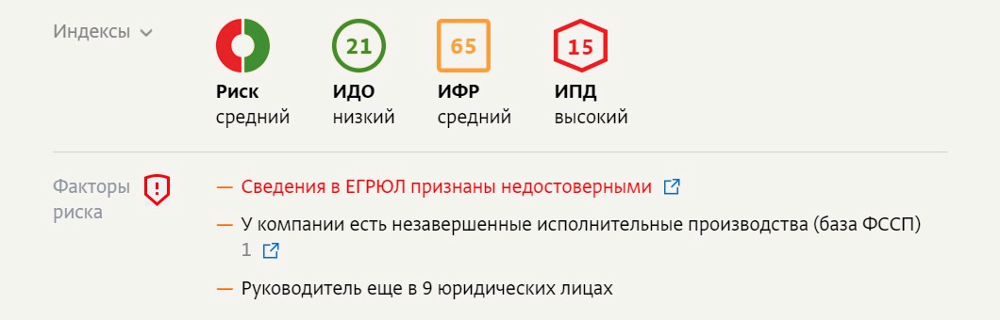 Индексы
21
65
15
Риск
ИДО
ИФР
ИПД
средний
низкий
средний
высокий
Факторы
риска
— Сведения в ЕГРЮЛ признаны недостоверными
— У компании есть незавершенные исполнительные производства (база ФССП)
1
— Руководитель еще в 9 юридических лицах